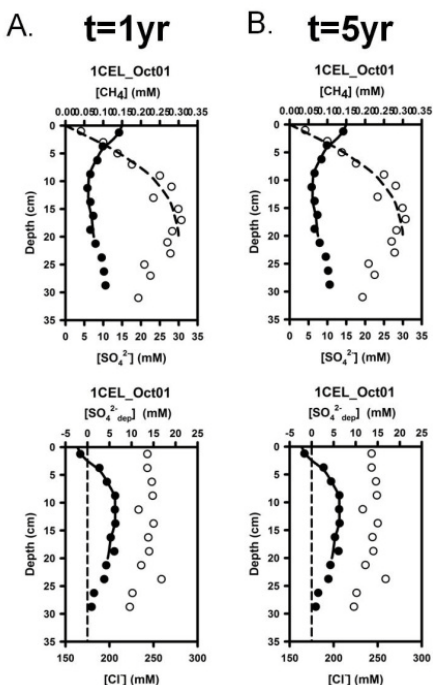 A. t=1yr
1CEL_Oct01
[CH4] (mM)
0.00 0.05 0.10 0.15 0.20 0.25 0.30 0.35
0
5
10
15
20
25
30
35
Depth (cm)
0 5 10 15 20 25 30 35
[SO4²⁻] (mM)
1CEL_Oct01
[SO4²⁻dep] (mM)
-5 0 5 10 15 20 25
0
5
10
15
20
25
30
35
Depth (cm)
150 200 250 300
[Cl⁻] (mM)
B. t=5yr
1CEL_Oct01
[CH4] (mM)
0.00 0.05 0.10 0.15 0.20 0.25 0.30 0.35
0
5
10
15
20
25
30
35
Depth (cm)
0 5 10 15 20 25 30 35
[SO4²⁻] (mM)
1CEL_Oct01
[SO4²⁻dep] (mM)
-5 0 5 10 15 20 25
0
5
10
15
20
25
30
35
Depth (cm)
150 200 250 300
[Cl⁻] (mM)